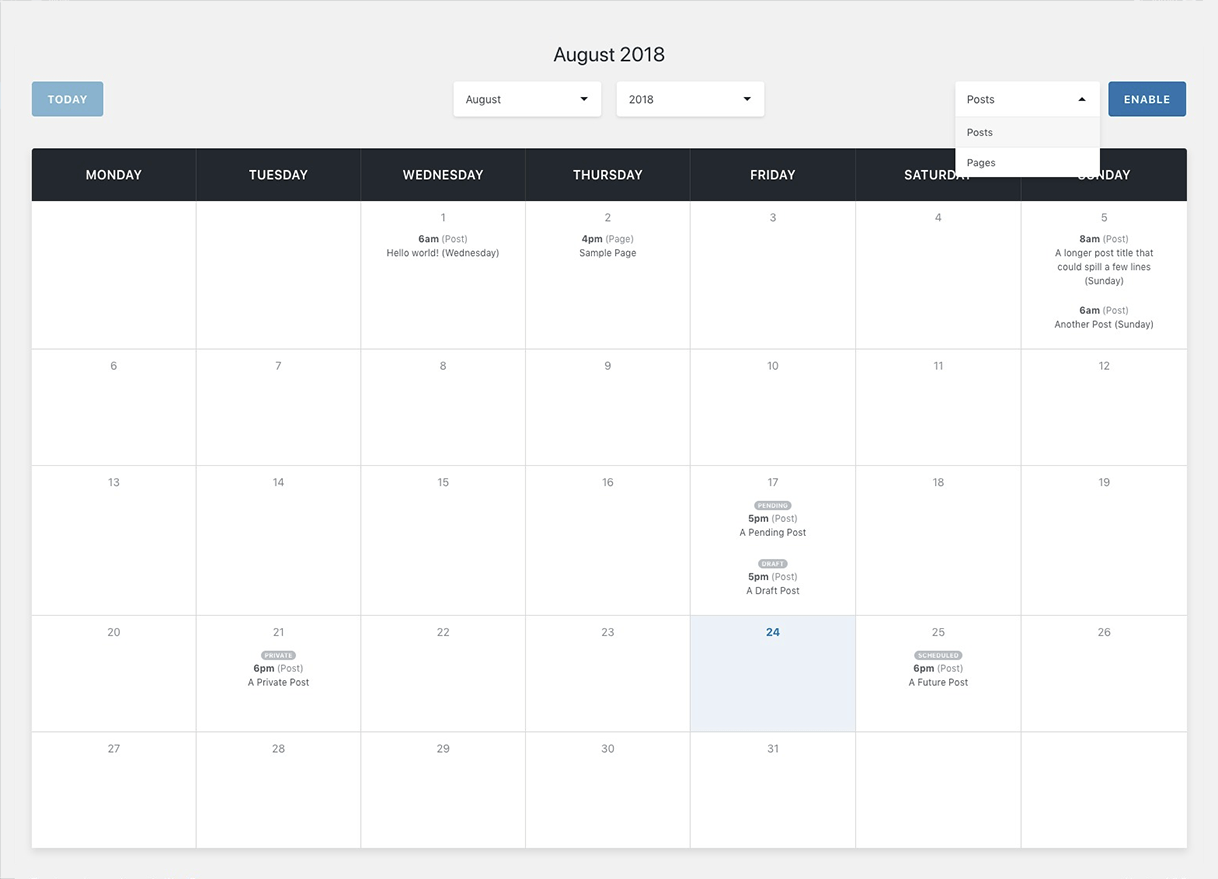 August 2018
TODAY
August
2018
Posts
ENABLE
Posts
Pages
MONDAY
TUESDAY
WEDNESDAY
THURSDAY
FRIDAY
SATURDAY
SUNDAY
1
6am (Post)
Hello world! (Wednesday)
2
4pm (Page)
Sample Page
3
4
5
8am (Post)
A longer post title that
could spill a few lines
(Sunday)
6am (Post)
Another Post (Sunday)
6
7
8
9
10
11
12
13
14
15
16
17
PENDING
5pm (Post)
A Pending Post
DRAFT
5pm (Post)
A Draft Post
18
19
20
21
PRIVATE
6pm (Post)
A Private Post
22
23
24
25
SCHEDULED
6pm (Post)
A Future Post
26
27
28
29
30
31